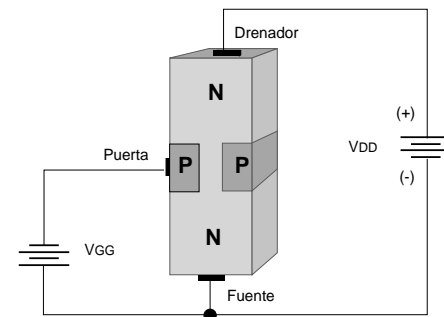 Drenador
N
(+)
VDD
Puerta
P
P
(-)
N
VGG
Fuente